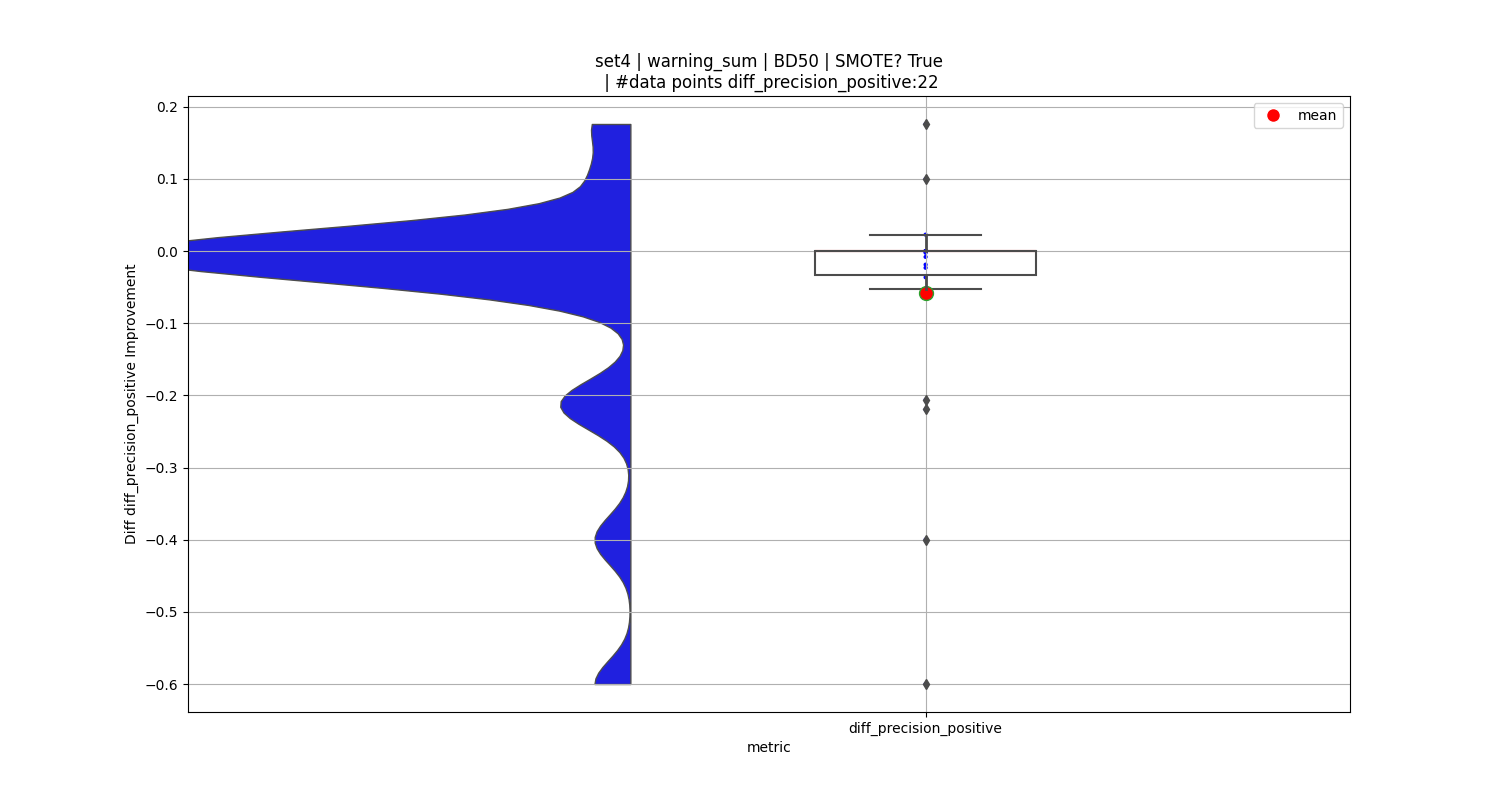 set4 | warning_sum | BD50 | SMOTE? True
| #data points diff_precision_positive:22
mean
0.2
0.1
0.0
−0.1
−0.2
−0.3
−0.4
−0.5
−0.6
Diff diff_precision_positive Improvement
diff_precision_positive
metric